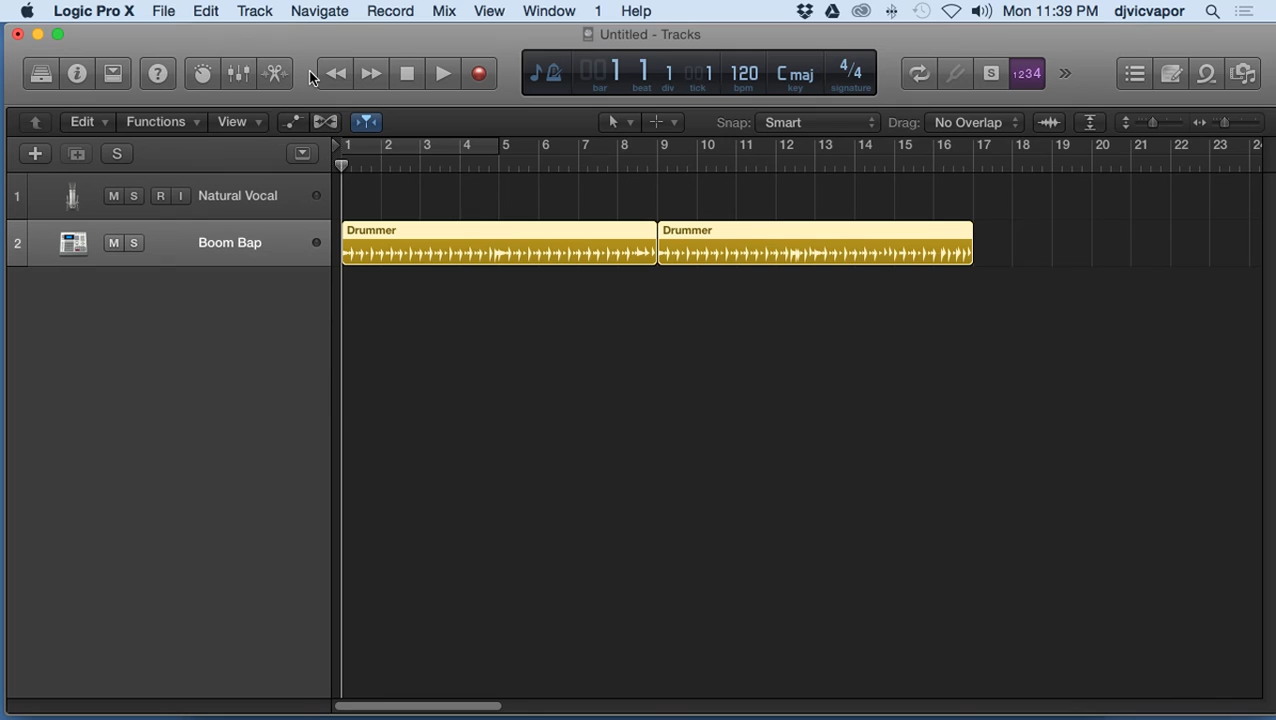 Logic Pro X File Edit Track Navigate Record Mix View Window 1 Help Mon 11:39 PM djvicvapor
Untitled - Tracks
001 1 1 1 120 C maj 4/4 1234
bar beat div tick bpm key signature
Edit Functions View Snap: Smart Drag: No Overlap
S 1 2 3 4 5 6 7 8 9 10 11 12 13 14 15 16 17 18 19 20 21 22 23 24
1 M S R I Natural Vocal
2 M S Boom Bap
Drummer Drummer